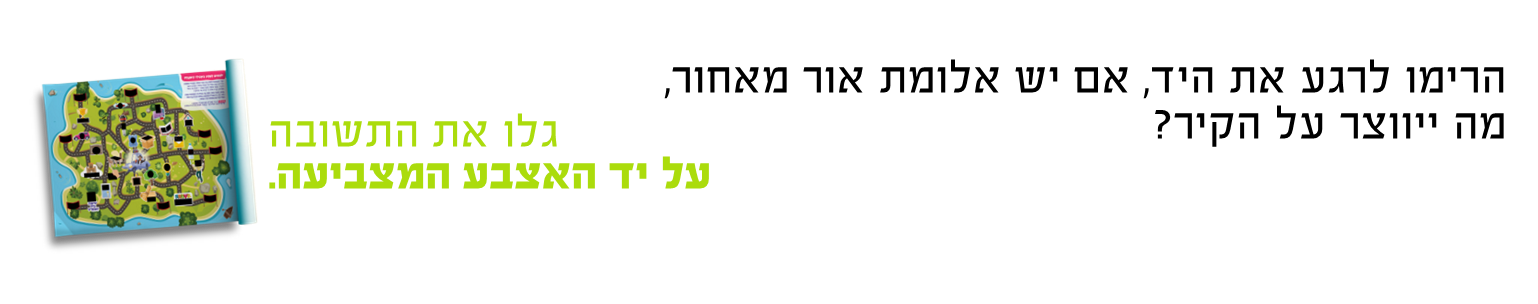 הרימו לרגע את היד, אם יש אלומת אור מאחור,
מה ייווצר על הקיר?
גלו את התשובה
על יד האצבע המצביעה.